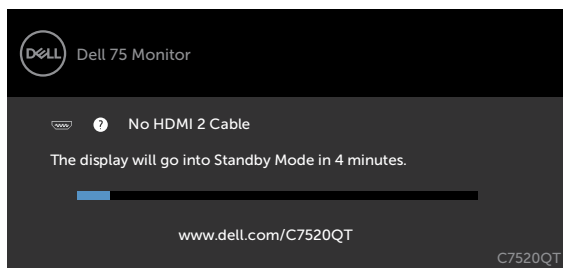 DELL
Dell 75 Monitor
? No HDMI 2 Cable
The display will go into Standby Mode in 4 minutes.
www.dell.com/C7520QT
C7520QT